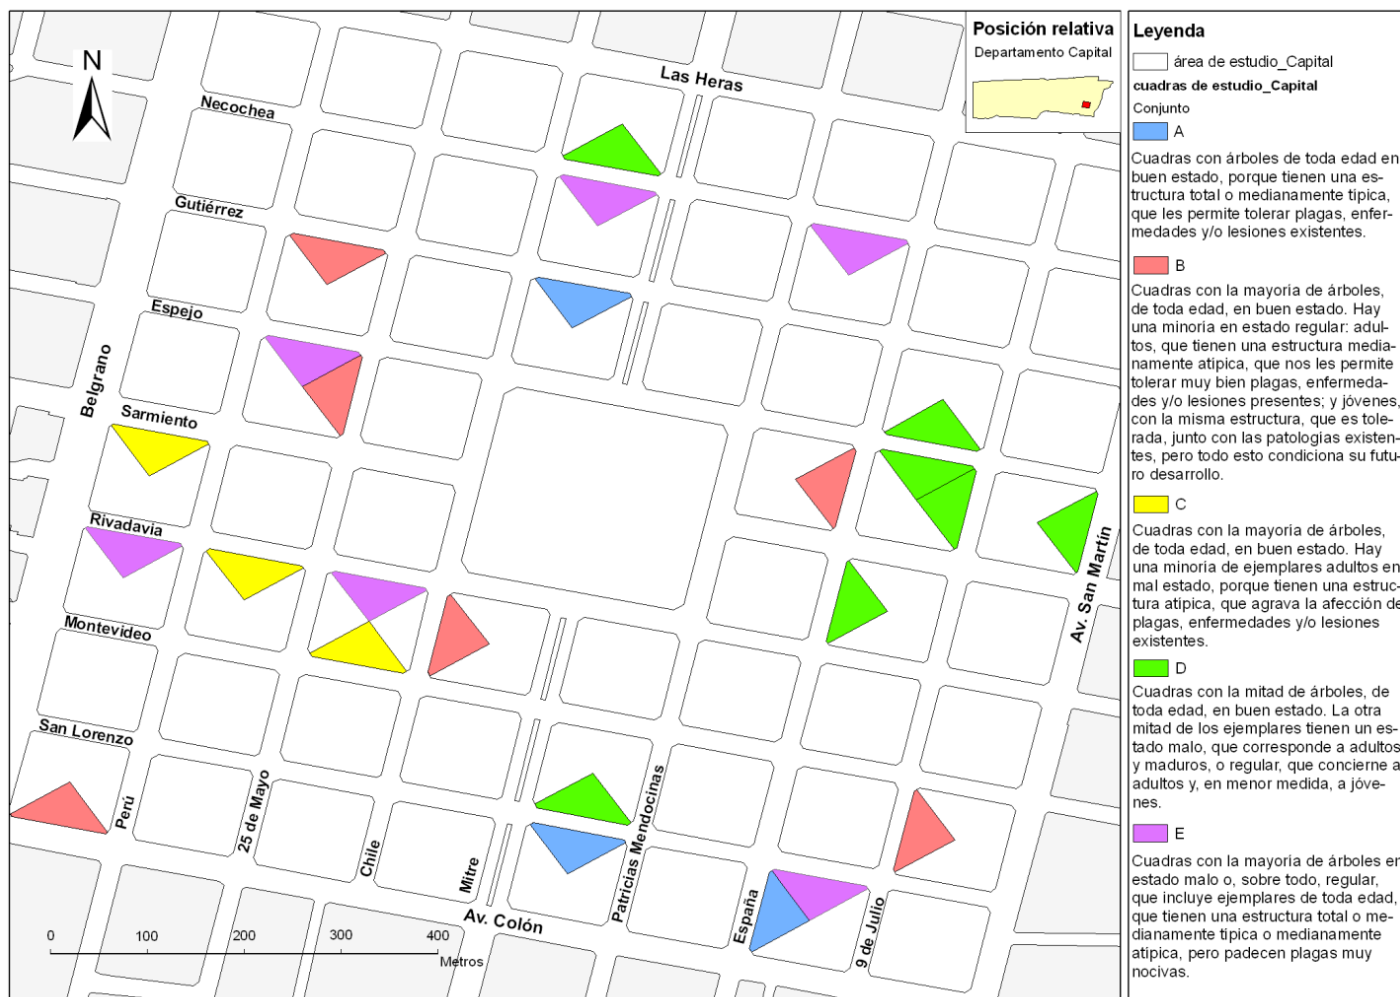 N
Las Heras
Necochea
Gutiérrez
Espejo
Belgrano
Sarmiento
Rivadavia
Montevideo
San Lorenzo
Perú
25 de Mayo
Chile
Mitre
Av. Colón
Patricias Mendocinas
España
9 de Julio
Av. San Martín
0 100 200 300 400
Metros
Posición relativa
Departamento Capital
Leyenda
área de estudio_Capital
cuadras de estudio_Capital
Conjunto
A
Cuadras con árboles de toda edad en
buen estado, porque tienen una es-
tructura total o medianamente típica,
que les permite tolerar plagas, enfer-
medades y/o lesiones existentes.
B
Cuadras con la mayoría de árboles,
de toda edad, en buen estado. Hay
una minoría en estado regular: adul-
tos, que tienen una estructura media-
namente atípica, que nos les permite
tolerar muy bien plagas, enfermeda-
des y/o lesiones presentes; y jóvenes,
con la misma estructura, que es tole-
rada, junto con las patologías existen-
tes, pero todo esto condiciona su futu-
ro desarrollo.
C
Cuadras con la mayoría de árboles,
de toda edad, en buen estado. Hay
una minoría de ejemplares adultos en
mal estado, porque tienen una estruc-
tura atípica, que agrava la afección de
plagas, enfermedades y/o lesiones
existentes.
D
Cuadras con la mitad de árboles, de
toda edad, en buen estado. La otra
mitad de los ejemplares tienen un es-
tado malo, que corresponde a adultos
y maduros, o regular, que concierne a
adultos y, en menor medida, a jóve-
nes.
E
Cuadras con la mayoría de árboles en
estado malo o, sobre todo, regular,
que incluye ejemplares de toda edad,
que tienen una estructura total o me-
dianamente típica o medianamente
atípica, pero padecen plagas muy
nocivas.